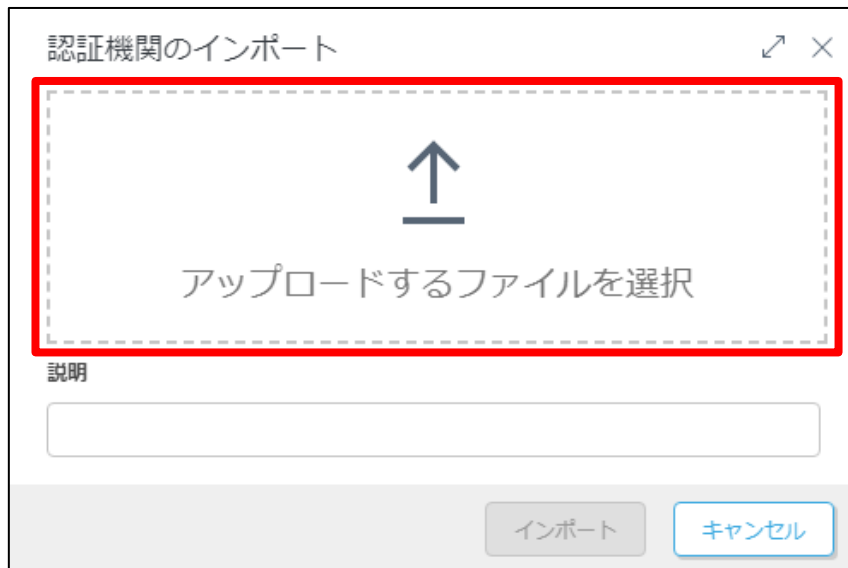 認証機関のインポート
アップロードするファイルを選択
説明
インポート
キャンセル